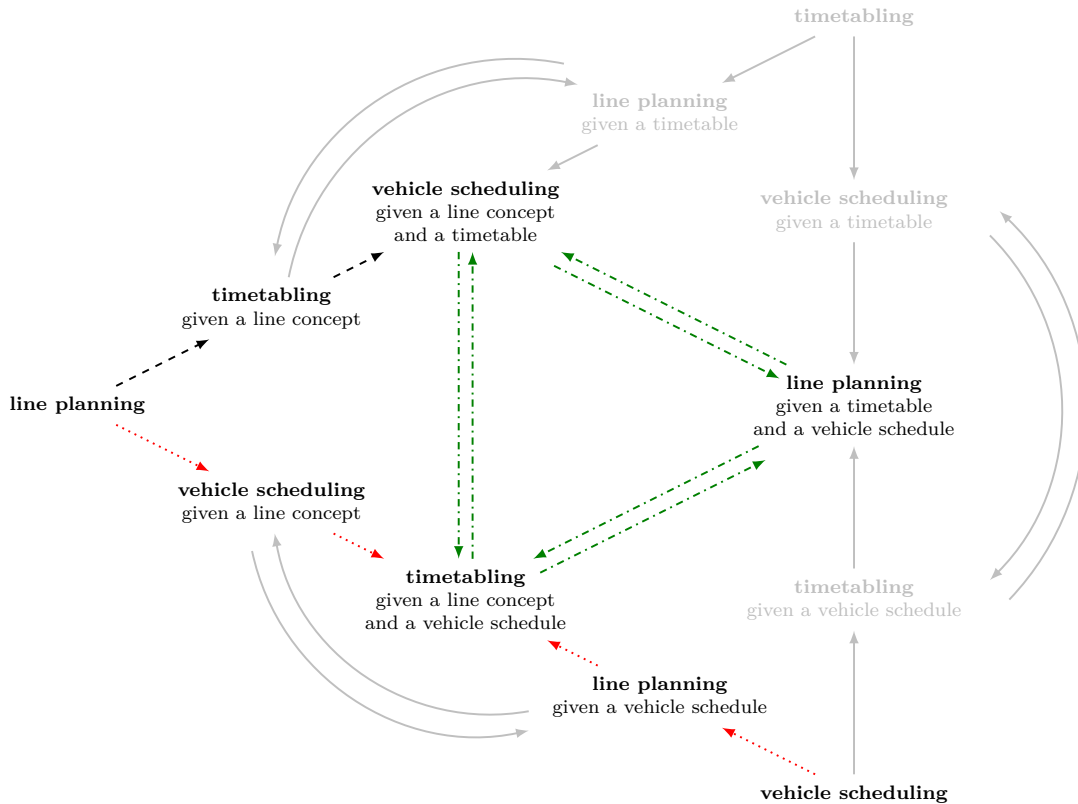 timetabling
line planning
given a timetable
vehicle scheduling
given a line concept
and a timetable
vehicle scheduling
given a timetable
timetabling
given a line concept
line planning
given a timetable
and a vehicle schedule
line planning
vehicle scheduling
given a line concept
timetabling
given a line concept
and a vehicle schedule
timetabling
given a vehicle schedule
line planning
given a vehicle schedule
vehicle scheduling